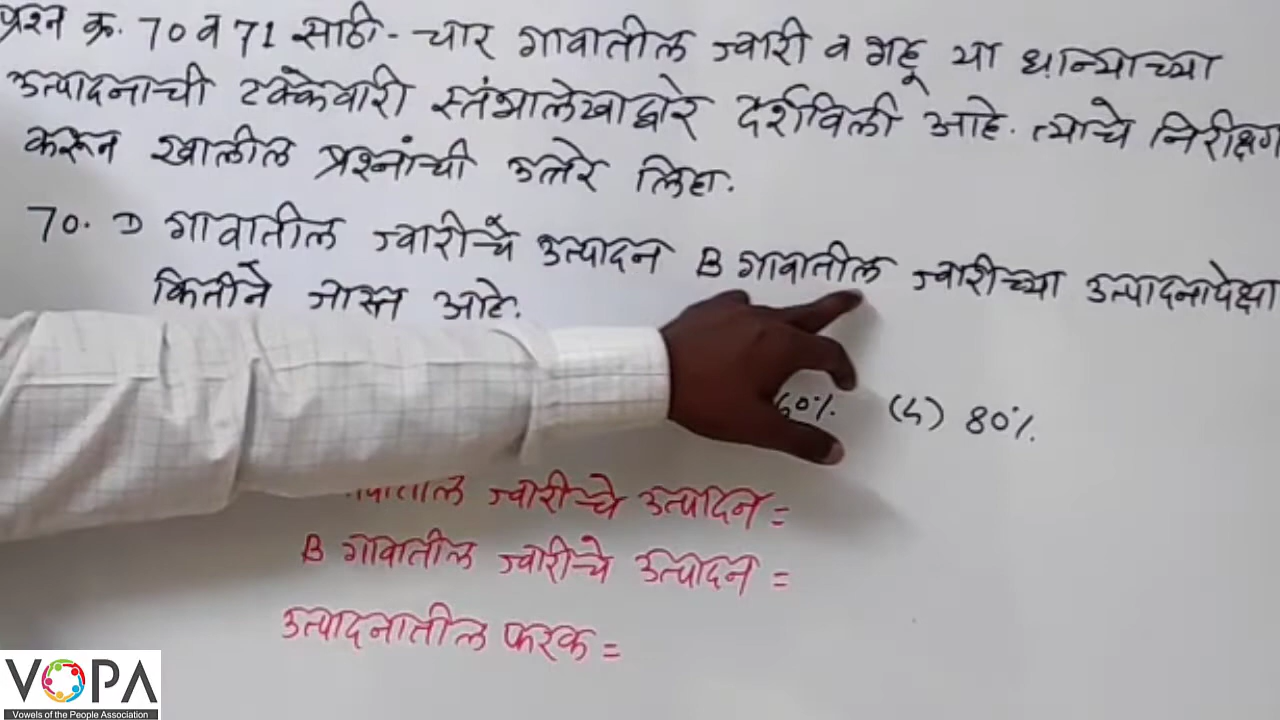 प्रश्न क्र. 70 व 71 साठी - चार गावातील ज्वारी व गहू या धान्याच्या
उत्पादनाची टक्केवारी स्तंभालेखाद्वारे दर्शविली आहे. त्याचे निरीक्षण
करून खालील प्रश्नांची उत्तरे लिहा.
70. D गावातील ज्वारीचे उत्पादन B गावातील ज्वारीच्या उत्पादनापेक्षा
कितीने जास्त आहे.
60% (4) 80%
ज्वारीचे उत्पादन =
B गावातील ज्वारीचे उत्पादन =
उत्पादनातील फरक =
VOPA
Vowels of the People Association